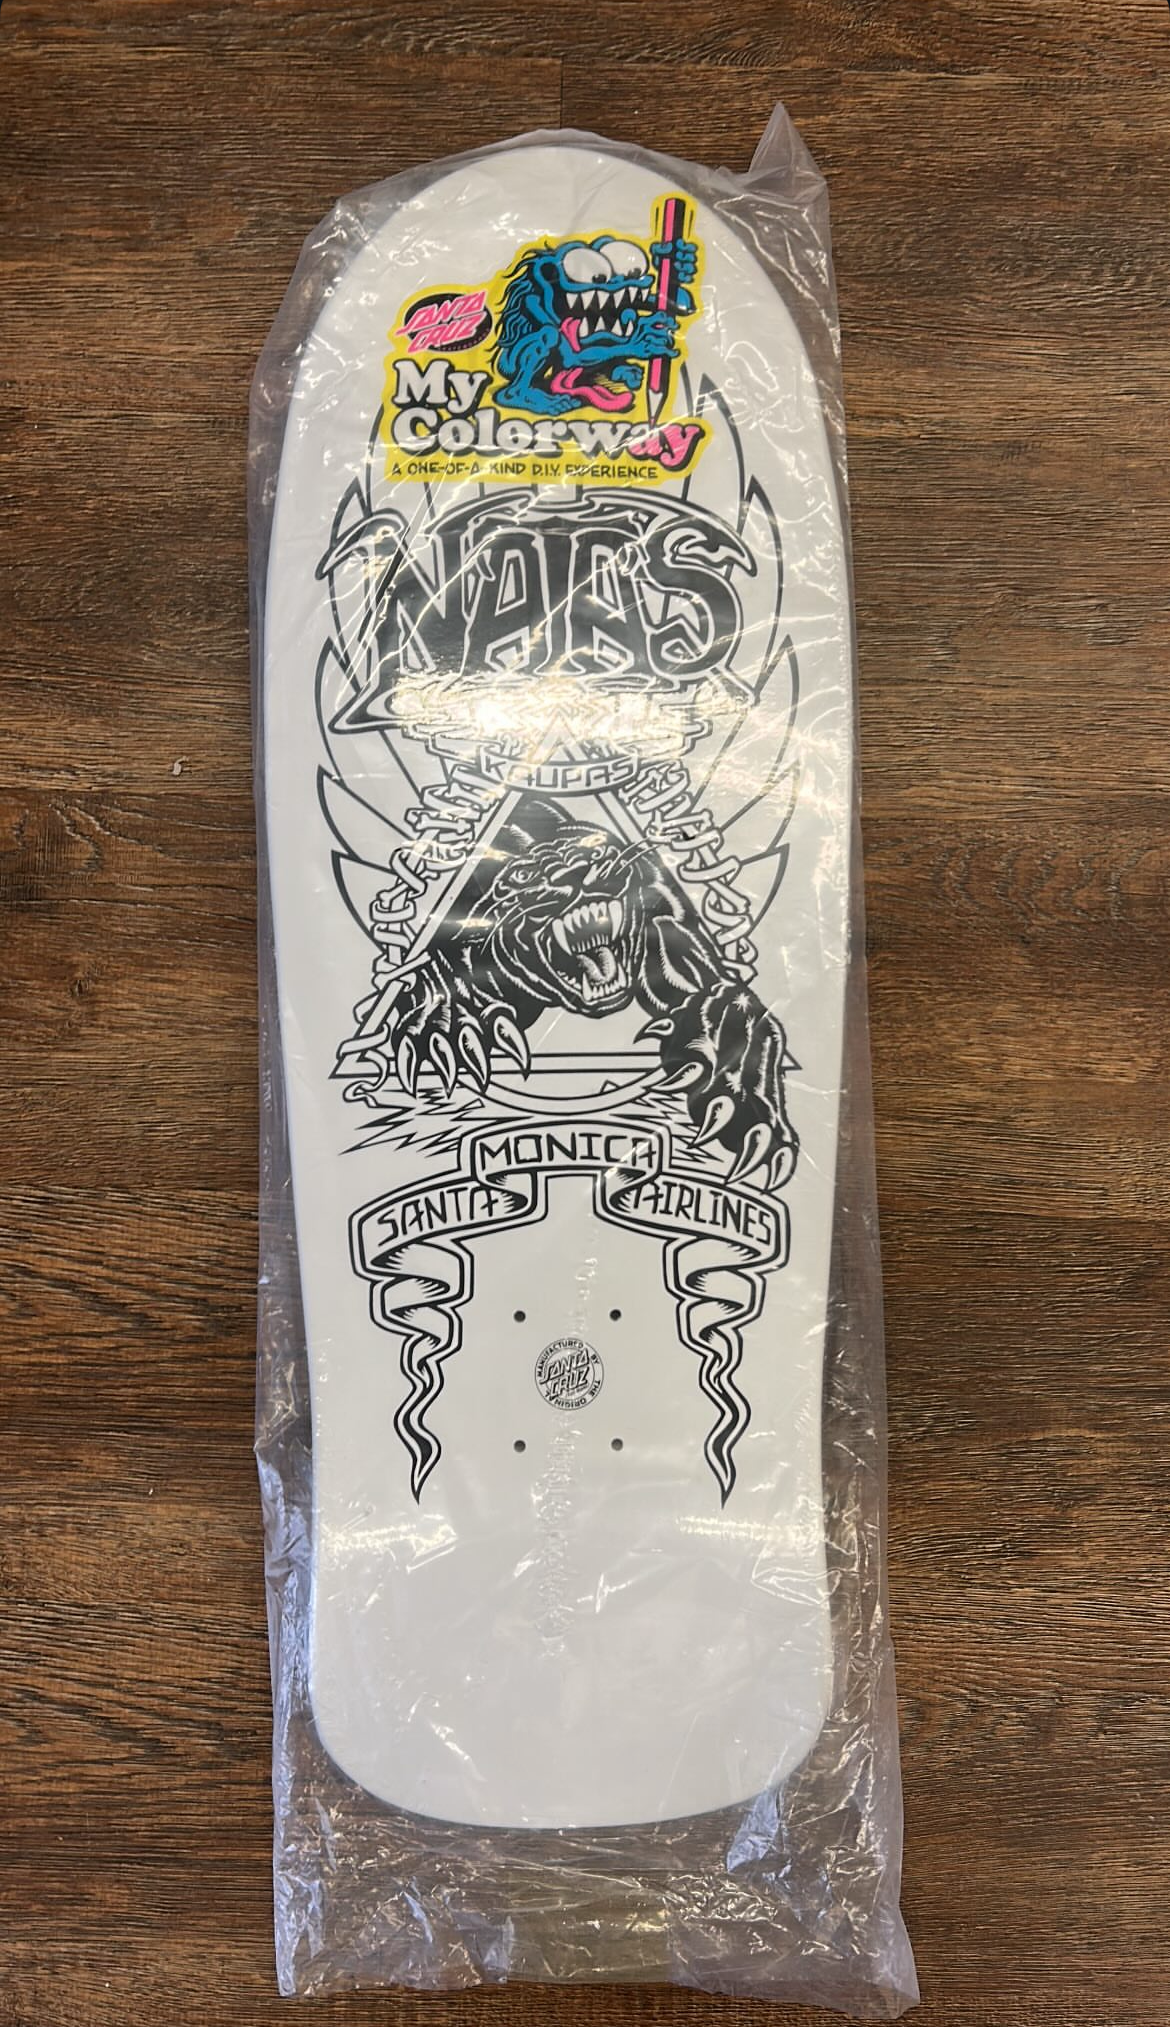 SANTA
CRUZ
My
Colorway
A ONE-OF-A-KIND D.I.Y. EXPERIENCE
NATAS
KAUPAS
SANTA MONICA AIRLINES
MANUFACTURED BY THE ORIGINAL
SANTA
CRUZ